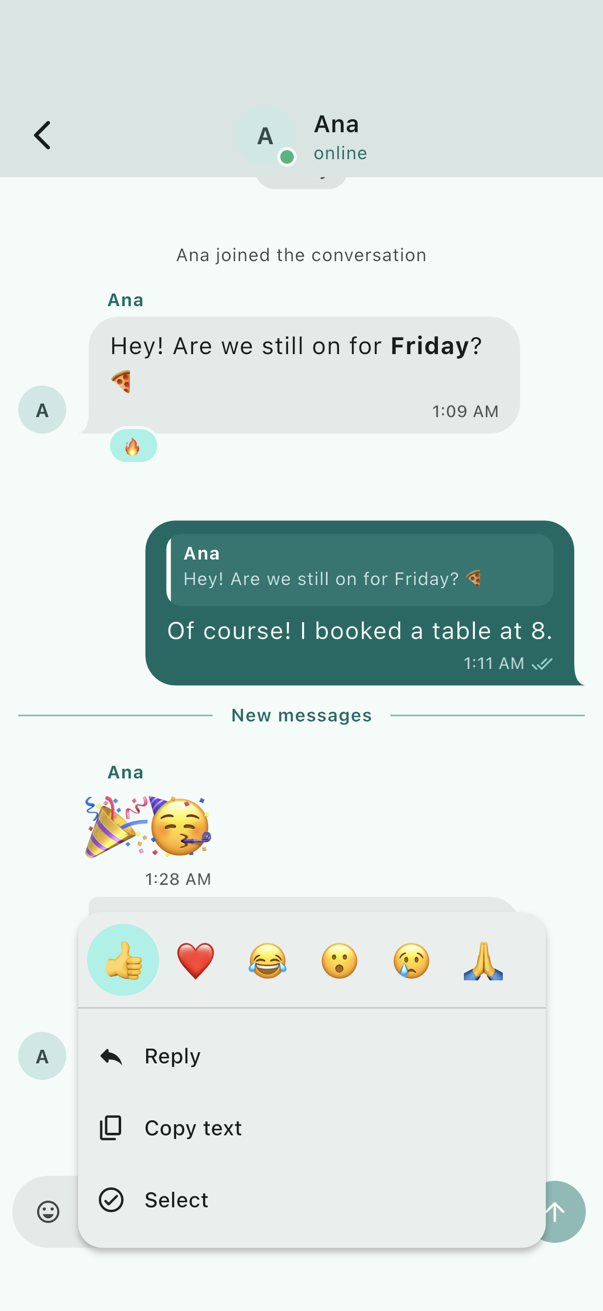 A
Ana
online
Ana joined the conversation
Ana
Hey! Are we still on for Friday?
🍕
A
1:09 AM
🔥
Ana
Hey! Are we still on for Friday? 🍕
Of course! I booked a table at 8.
1:11 AM
New messages
Ana
🎉🥳
1:28 AM
👍❤️😂😮😢🙏
A
Reply
Copy text
Select